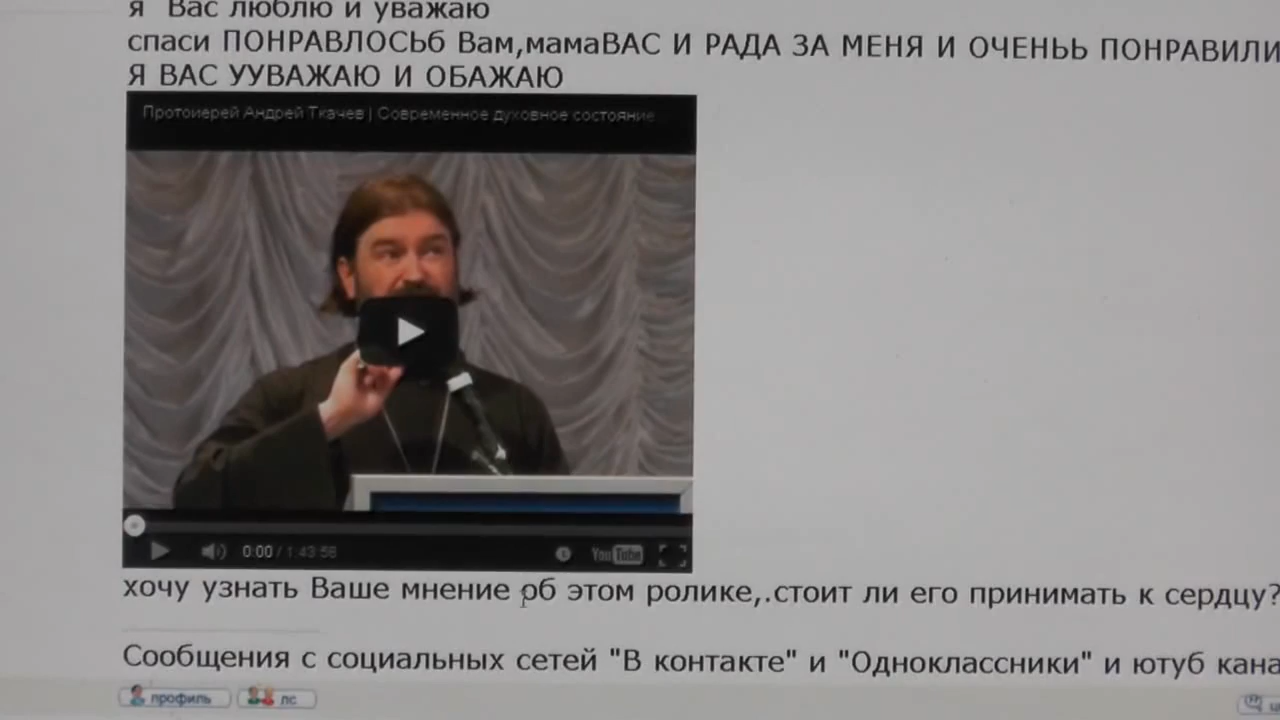 я Вас люблю и уважаю
спаси ПОНРАВЛОСЬб Вам,мамаВАС И РАДА ЗА МЕНЯ И ОЧЕНЬЬ ПОНРАВИЛИ
Я ВАС УУВАЖАЮ И ОБАЖАЮ
Протоиерей Андрей Ткачев | Современное духовное состояние
0:00 / 1:43:56
YouTube
хочу узнать Ваше мнение об этом ролике,.стоит ли его принимать к сердцу?
Сообщения с социальных сетей "В контакте" и "Одноклассники" и ютуб кана
профиль лс